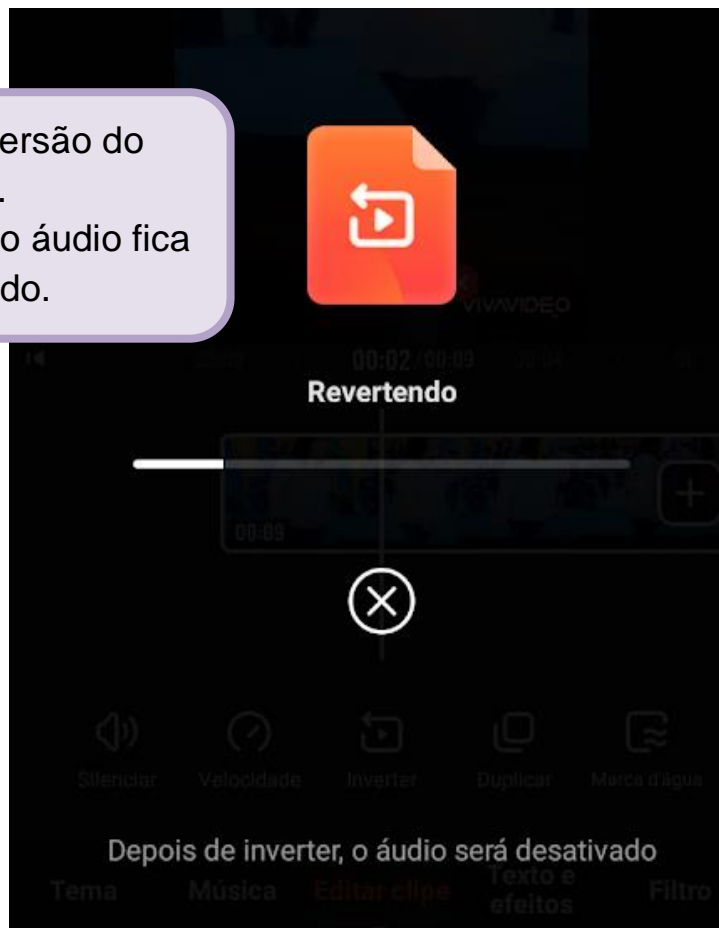 ersão do
.
o áudio fica
do.
VIVAVIDEO
00:02/00:09
Revertendo
00:09
Silenciar Velocidade Inverter Duplicar Marca d'água
Depois de inverter, o áudio será desativado
Tema Música Editar clipe Texto e efeitos Filtro